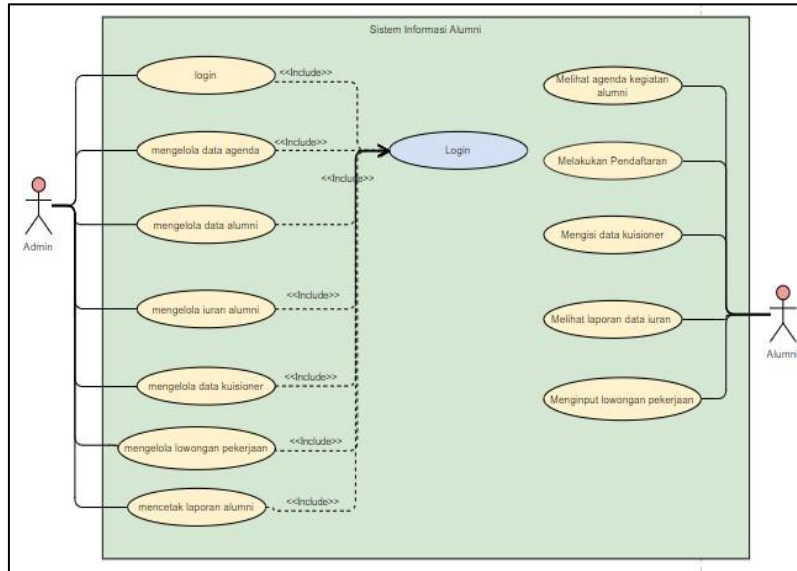 Sistem Informasi Alumni
login
<<Include>>
Melihat agenda kegiatan
alumni
mengelola data agenda
<<Include>>
Login
Melakukan Pendaftaran
<<Include>>
mengelola data alumni
Mengisi data kuisioner
Admin
mengelola iuran alumni
<<Include>>
Melihat laporan data iuran
Alumni
mengelola data kuisioner
<<Include>>
Menginput lowongan pekerjaan
mengelola lowongan pekerjaan
<<Include>>
mencetak laporan alumni
<<Include>>